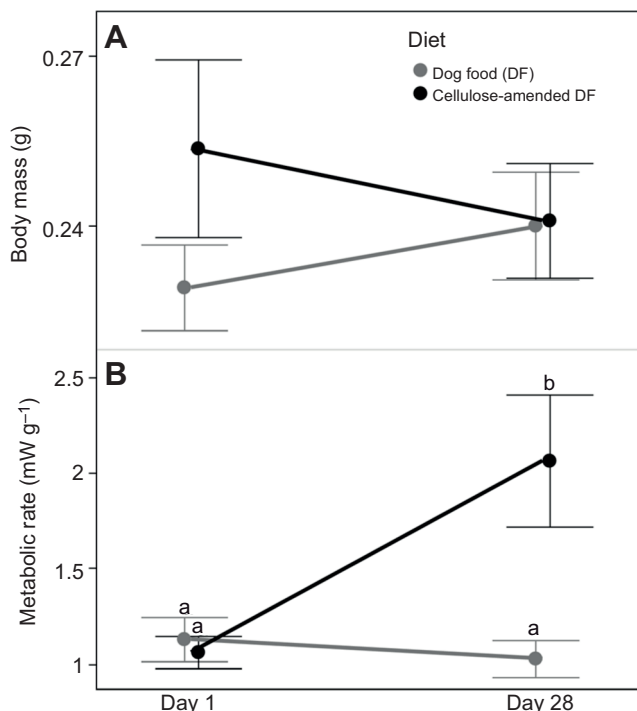 A
Diet
Dog food (DF)
Cellulose-amended DF
0.27
0.24
Body mass (g)
B
2.5
2
1.5
1
Metabolic rate (mW g⁻¹)
b
a
a
a
Day 1
Day 28